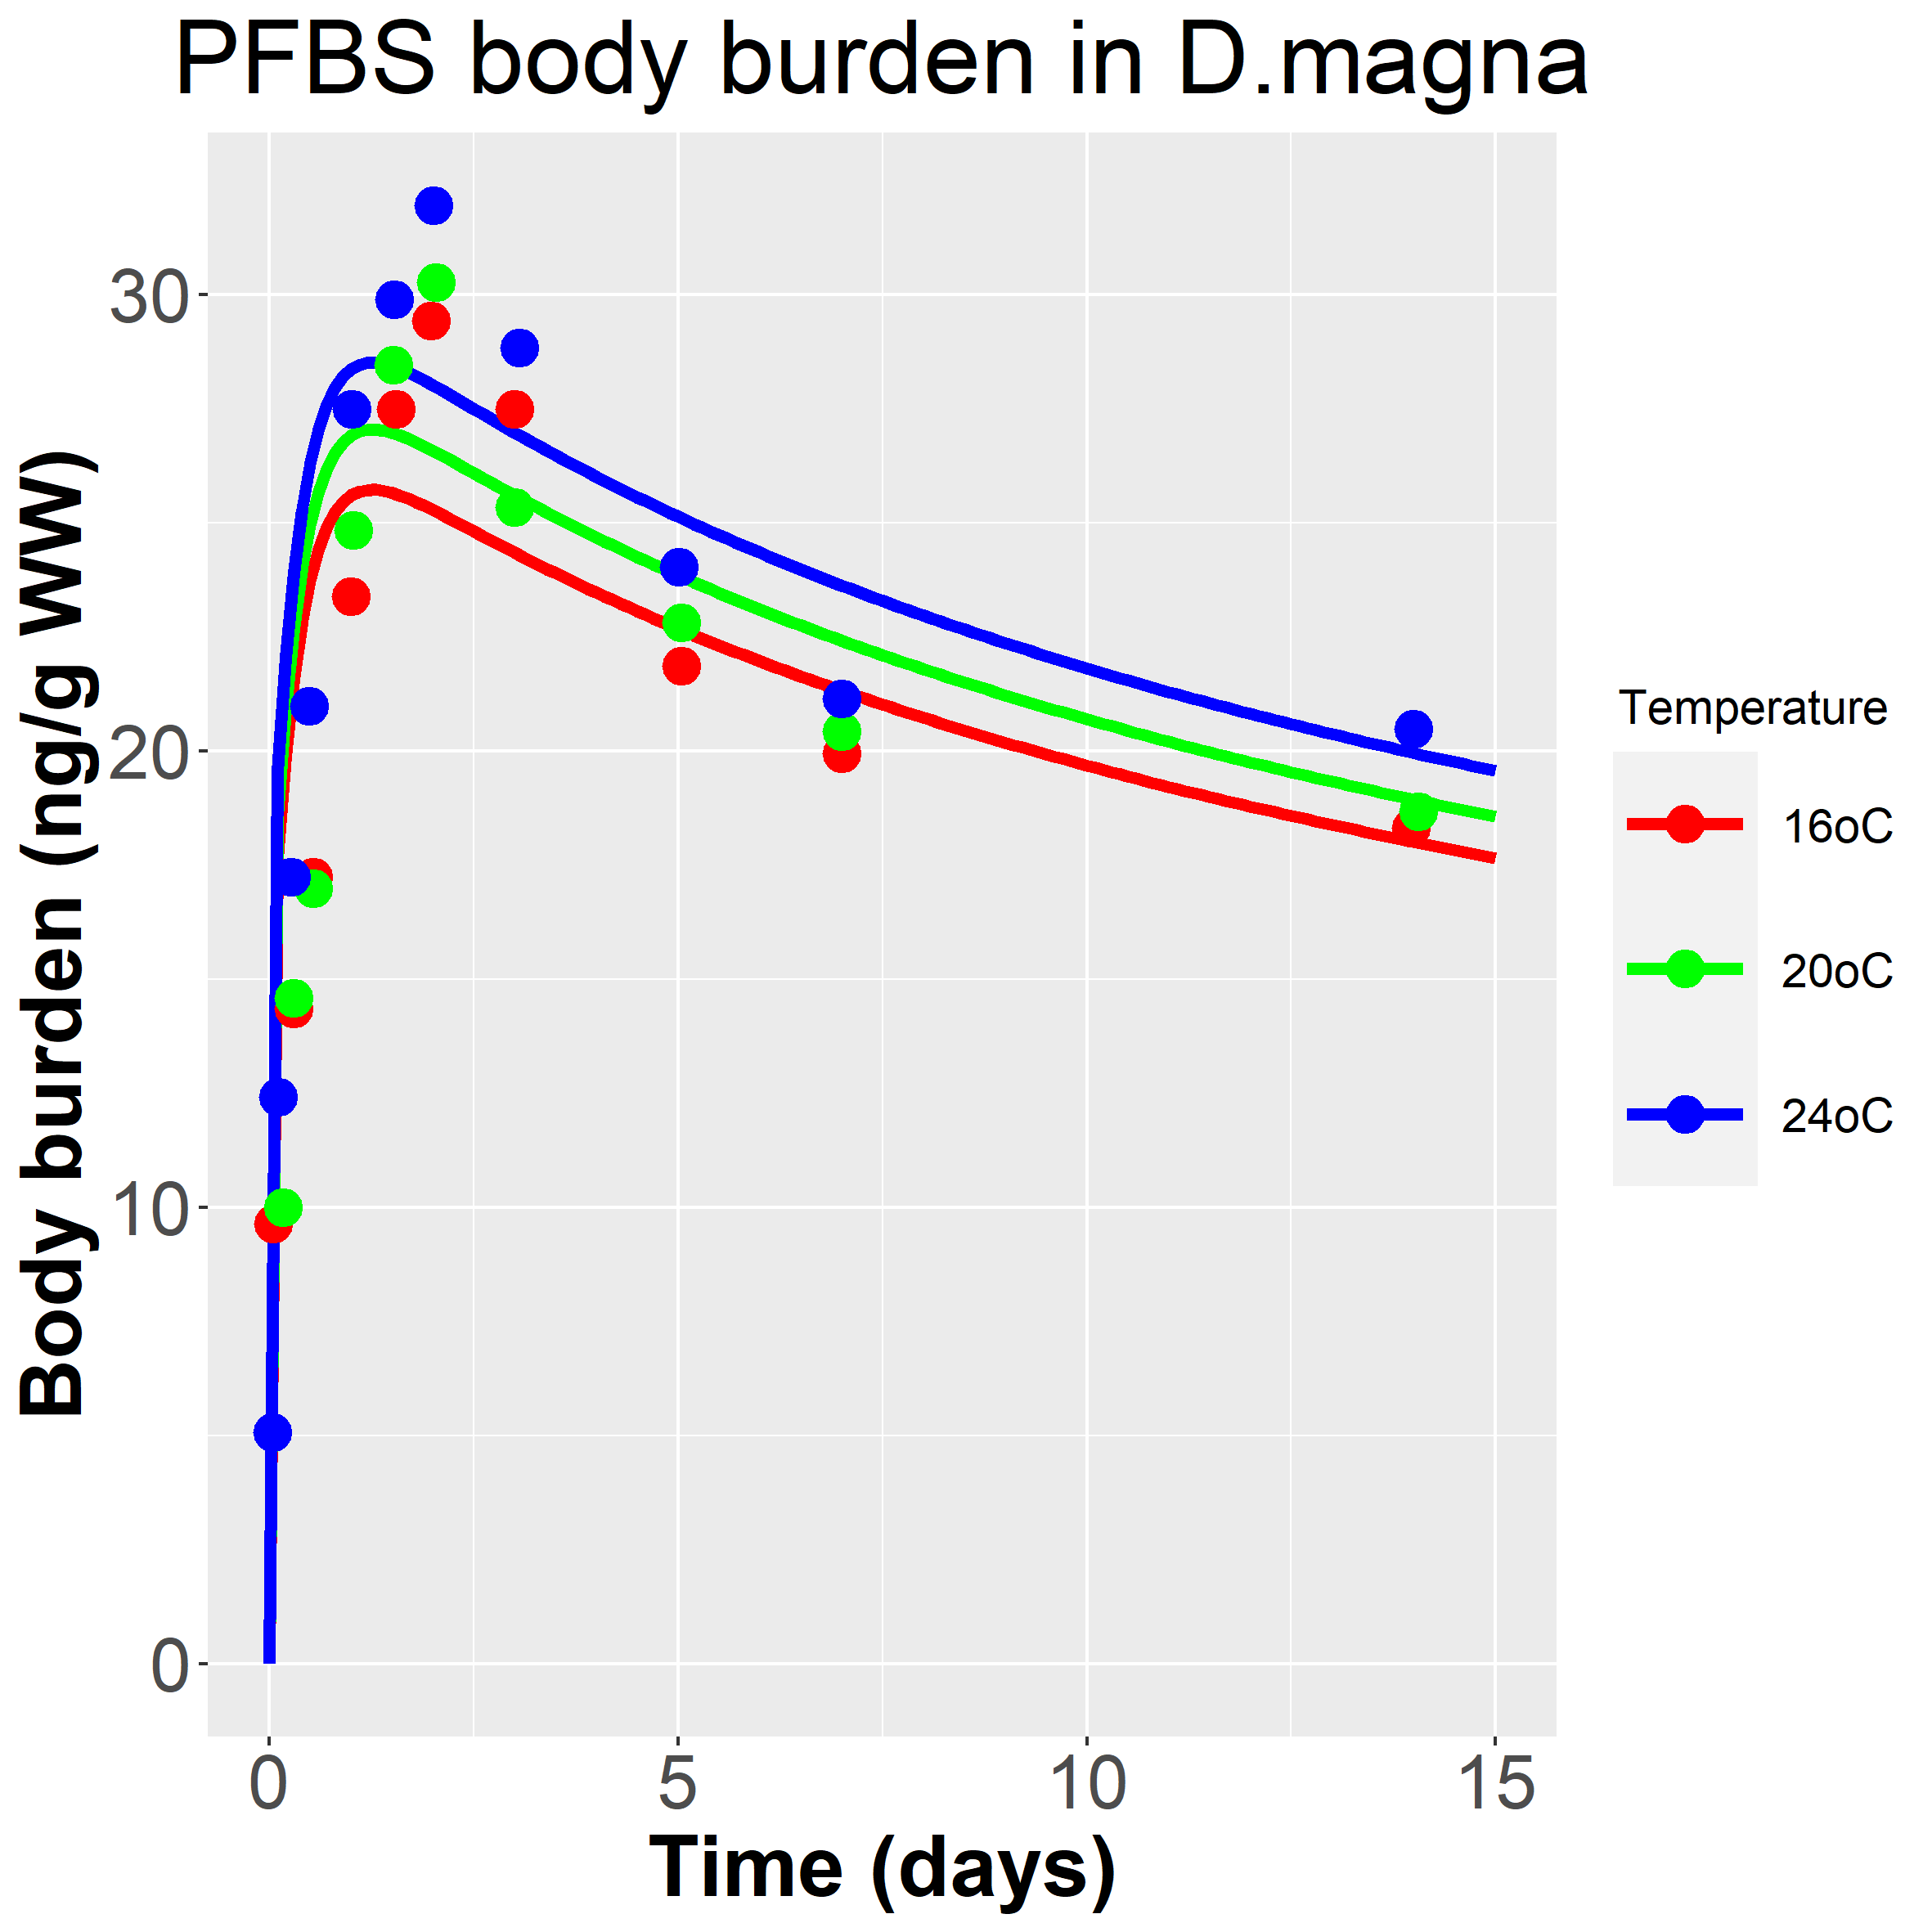 PFBS body burden in D.magna
Body burden (ng/g WW)
30
20
10
0
0 5 10 15
Time (days)
Temperature
16oC
20oC
24oC